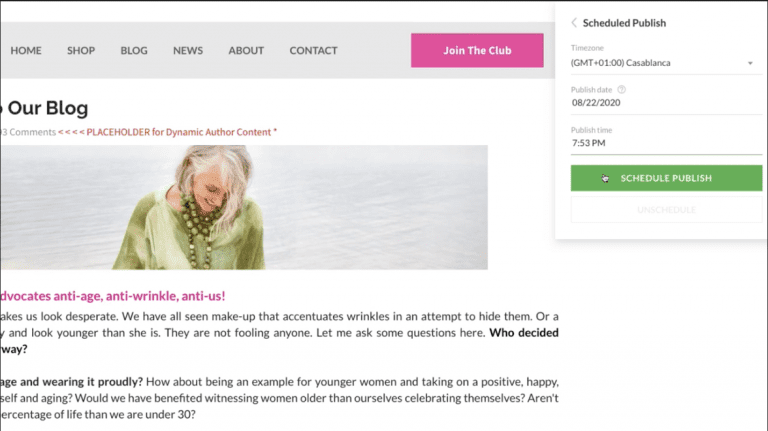 HOME SHOP BLOG NEWS ABOUT CONTACT Join The Club
Scheduled Publish
Timezone
(GMT+01:00) Casablanca
Publish date ?
08/22/2020
Publish time
7:53 PM
SCHEDULE PUBLISH
UNSCHEDULE
o Our Blog
03 Comments < < < < PLACEHOLDER for Dynamic Author Content *
dvocates anti-age, anti-wrinkle, anti-us!
akes us look desperate. We have all seen make-up that accentuates wrinkles in an attempt to hide them. Or a
y and look younger than she is. They are not fooling anyone. Let me ask some questions here. Who decided
way?
age and wearing it proudly? How about being an example for younger women and taking on a positive, happy,
self and aging? Would we have benefited witnessing women older than ourselves celebrating themselves? Aren't
ercentage of life than we are under 30?